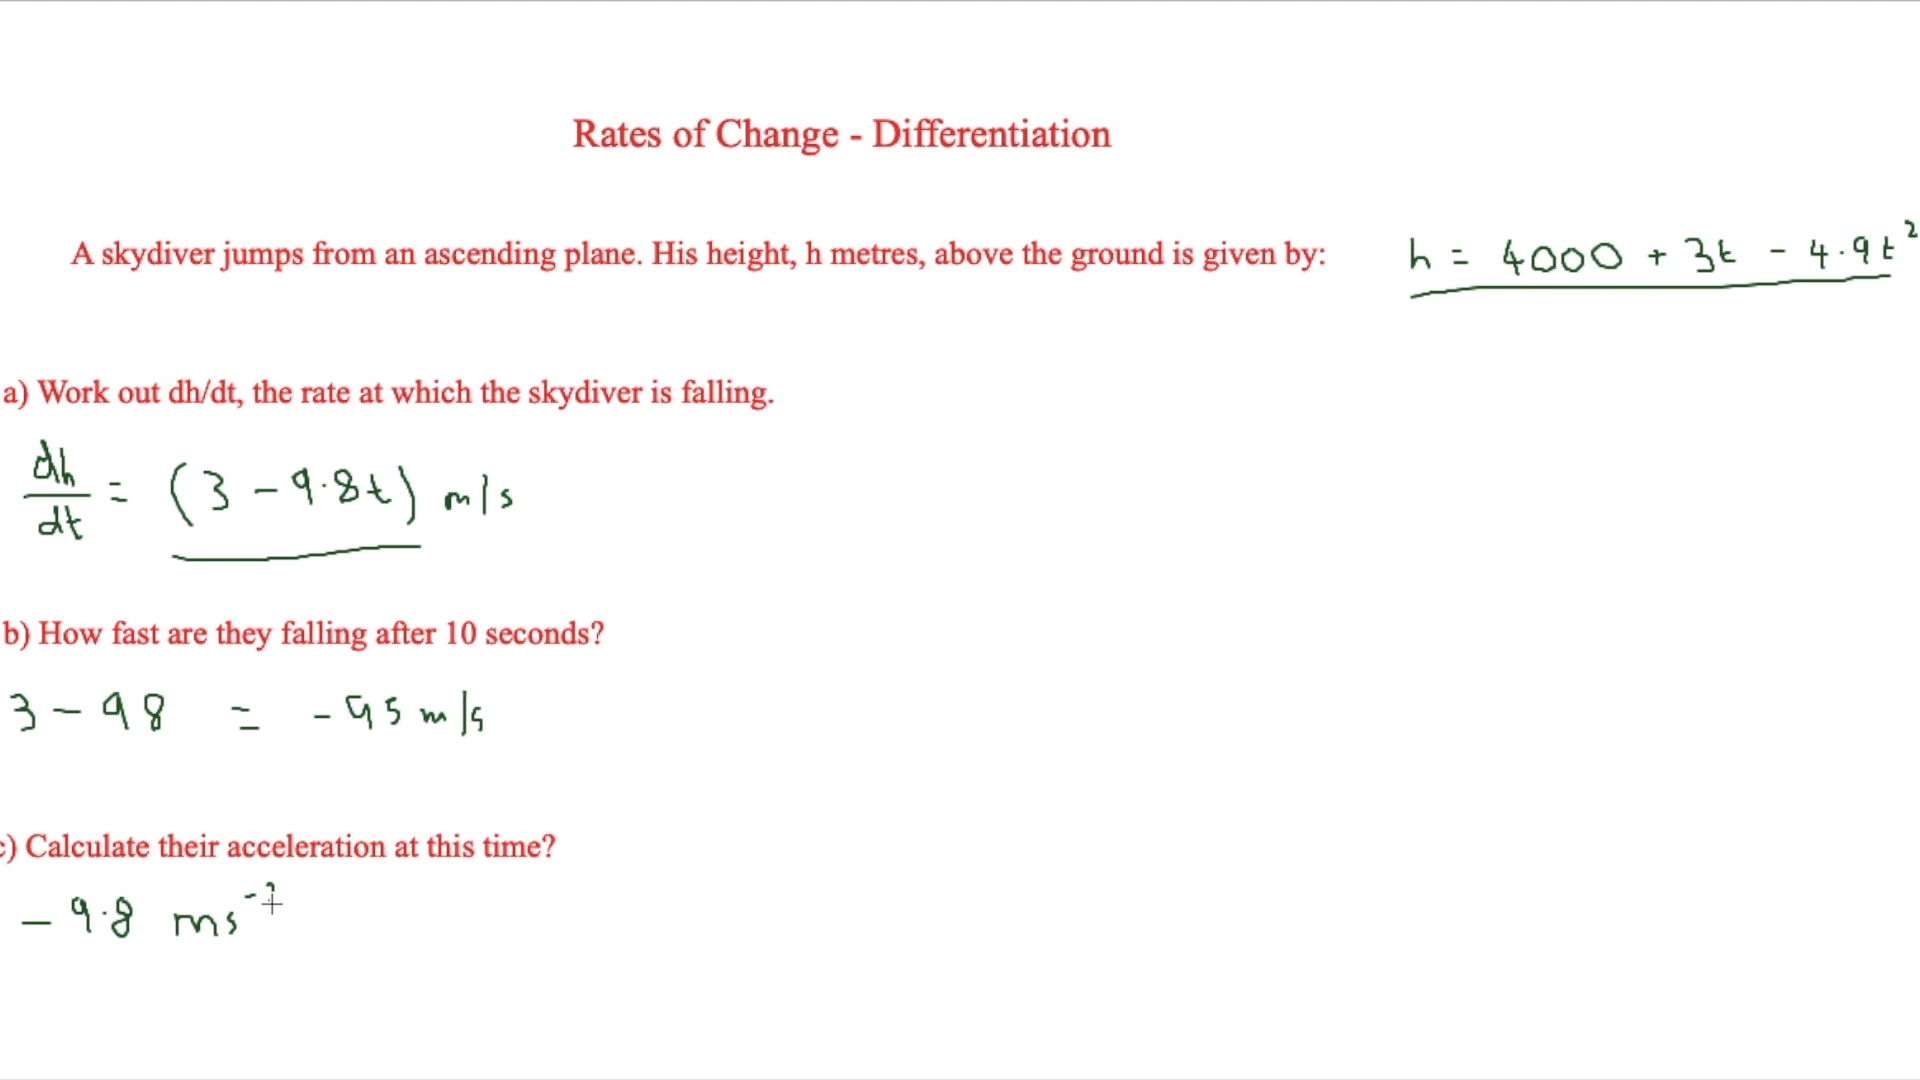 Rates of Change - Differentiation
A skydiver jumps from an ascending plane. His height, h metres, above the ground is given by: h = 4000 + 3t - 4.9t²
a) Work out dh/dt, the rate at which the skydiver is falling.
dh/dt = (3 - 9.8t) m/s
b) How fast are they falling after 10 seconds?
3 - 98 = - 95 m/s
c) Calculate their acceleration at this time?
- 9.8 ms⁻²